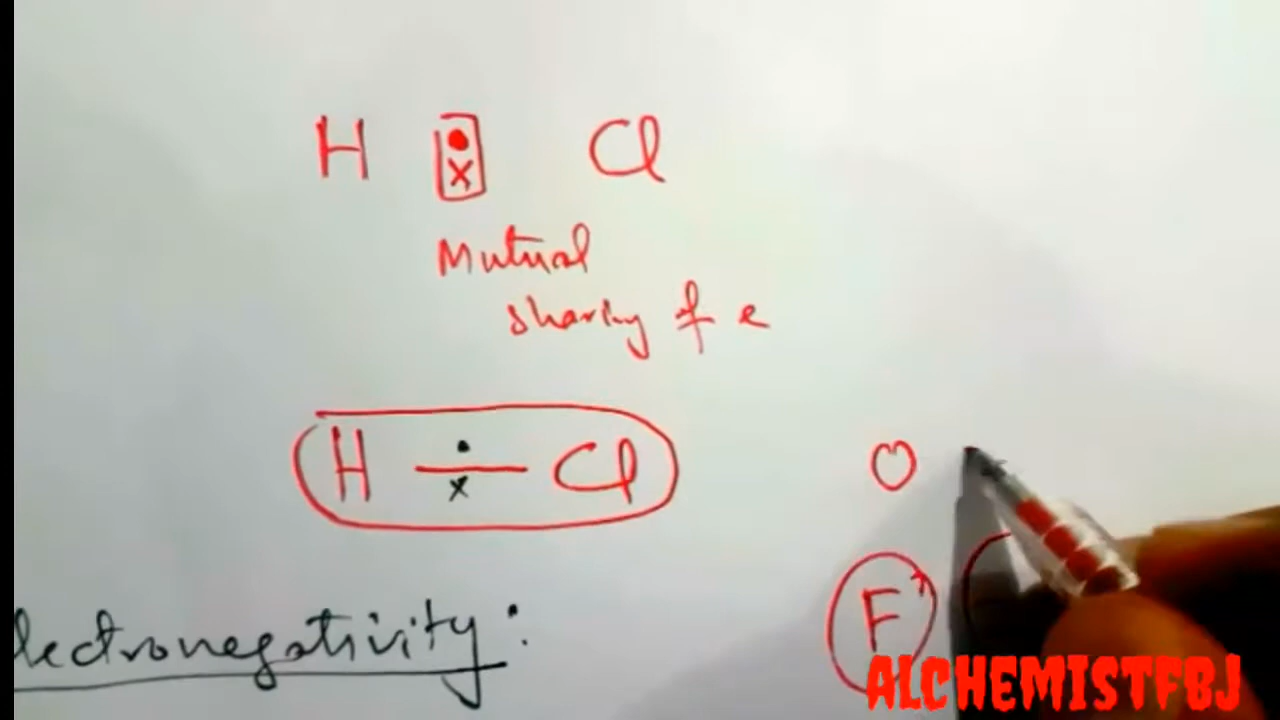 H •x Cl
Mutual
sharing of e
H — Cl
O
lectronegativity:
F
ALCHEMISTFBJ